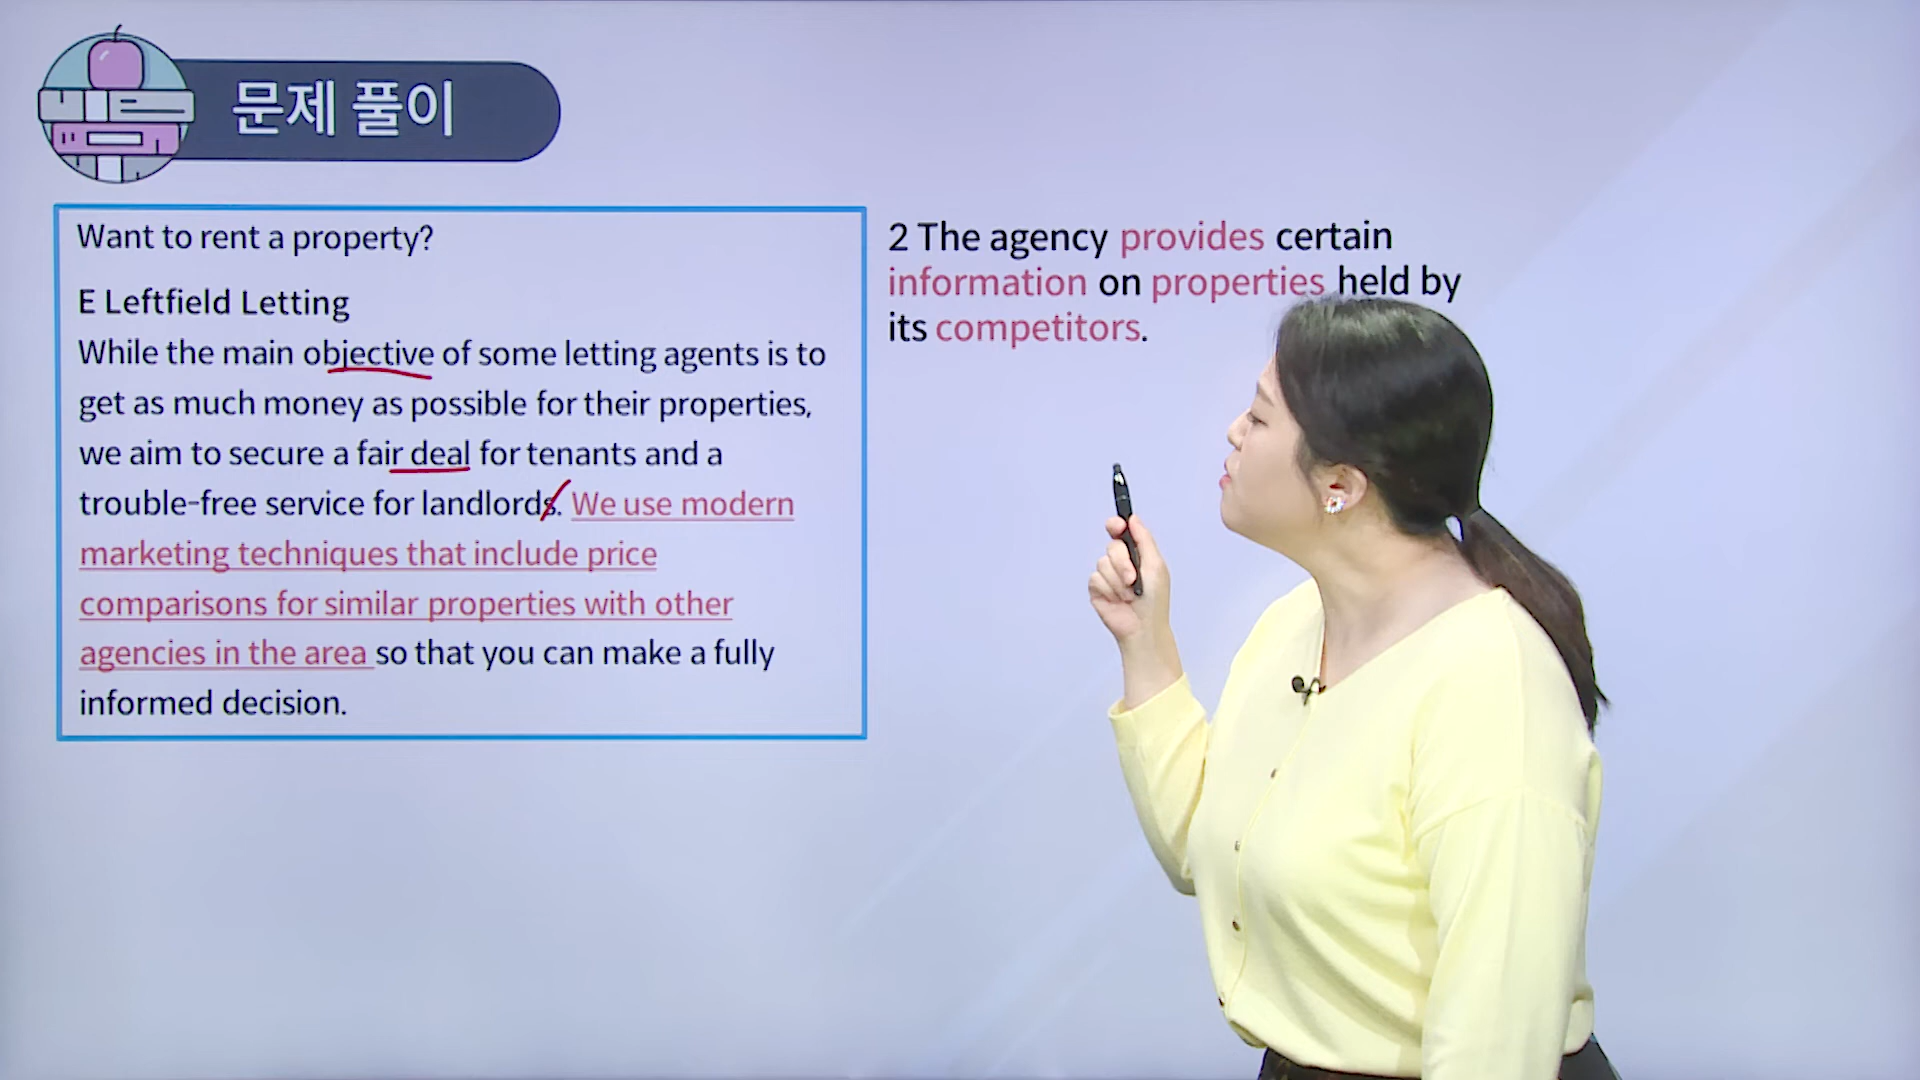 문제 풀이
Want to rent a property?
E Leftfield Letting
While the main objective of some letting agents is to
get as much money as possible for their properties,
we aim to secure a fair deal for tenants and a
trouble-free service for landlords. We use modern
marketing techniques that include price
comparisons for similar properties with other
agencies in the area so that you can make a fully
informed decision.
2 The agency provides certain
information on properties held by
its competitors.